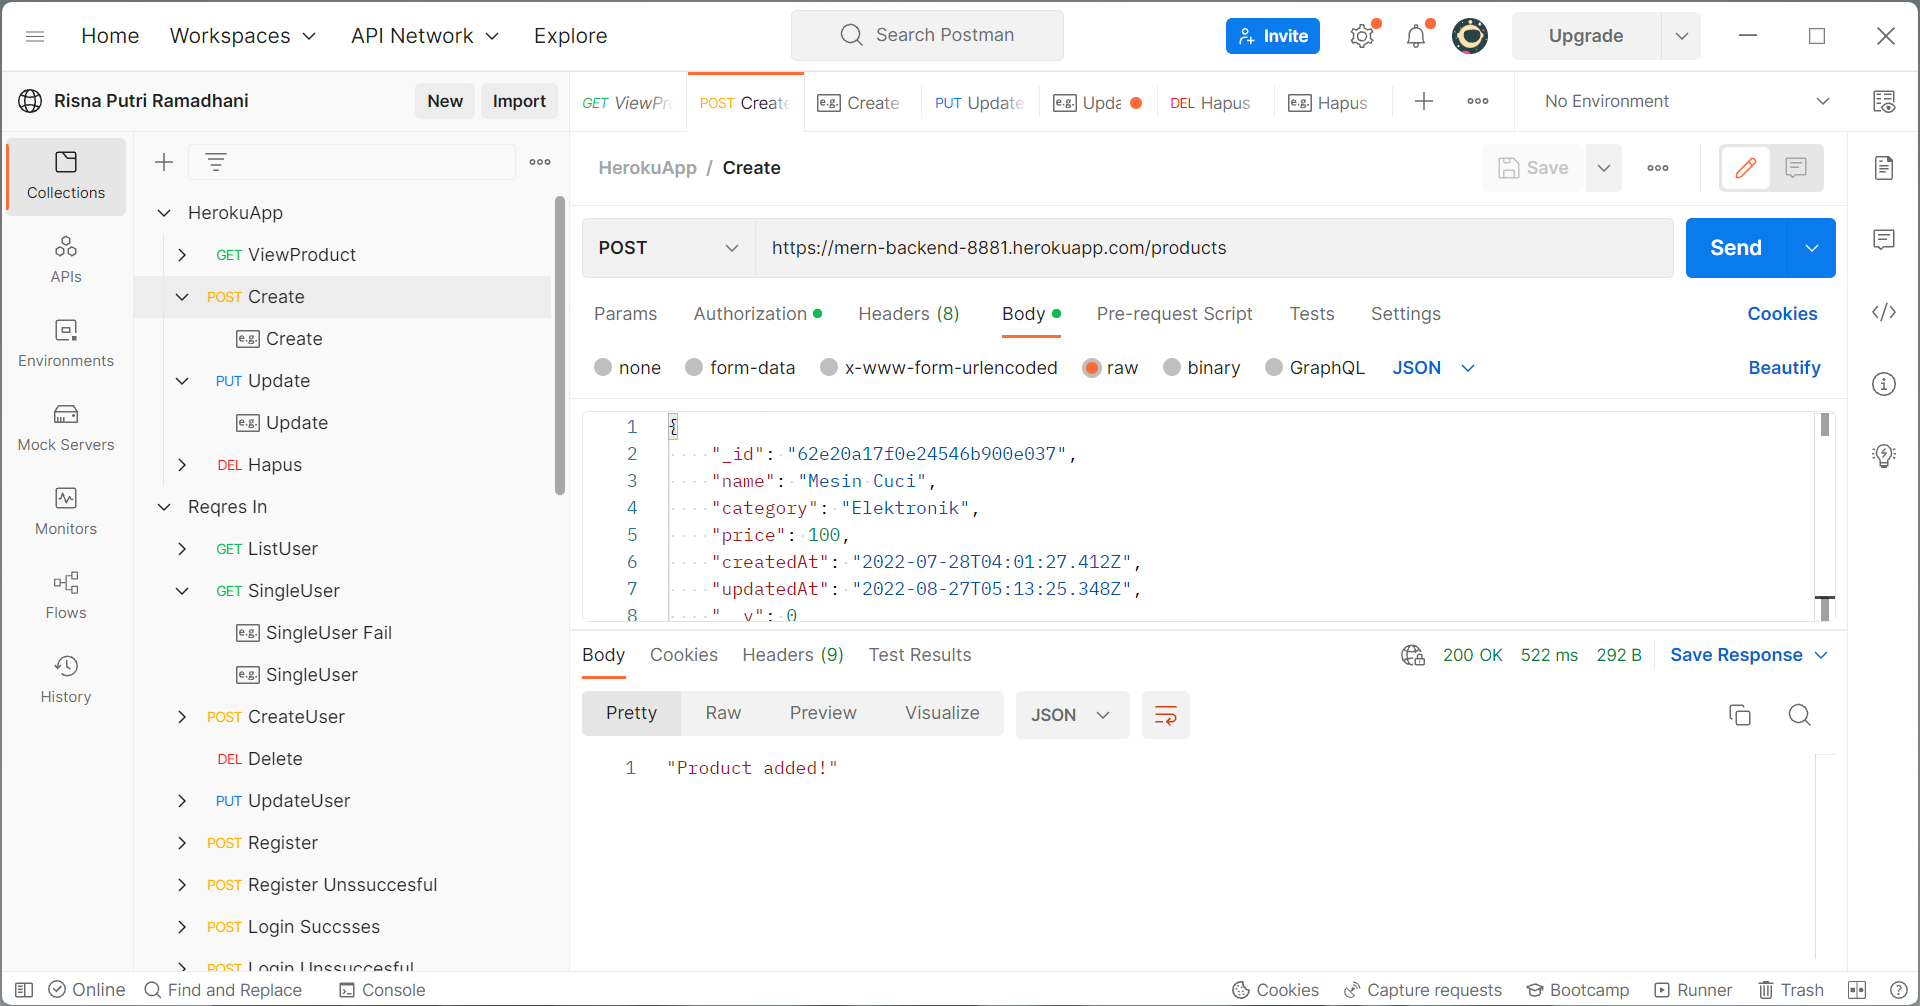 Home Workspaces API Network Explore Search Postman Invite Upgrade
Risna Putri Ramadhani New Import
GET ViewPr POST Create e.g. Create PUT Update e.g. Upda DEL Hapus e.g. Hapus No Environment
Collections
APIs
Environments
Mock Servers
Monitors
Flows
History
HerokuApp
GET ViewProduct
POST Create
e.g. Create
PUT Update
e.g. Update
DEL Hapus
Reqres In
GET ListUser
GET SingleUser
e.g. SingleUser Fail
e.g. SingleUser
POST CreateUser
DEL Delete
PUT UpdateUser
POST Register
POST Register Unssuccesful
POST Login Succsses
POST Login Unssuccesful
HerokuApp / Create Save
POST https://mern-backend-8881.herokuapp.com/products Send
Params Authorization Headers (8) Body Pre-request Script Tests Settings Cookies
none form-data x-www-form-urlencoded raw binary GraphQL JSON Beautify
1 {
2 "_id": "62e20a17f0e24546b900e037",
3 "name": "Mesin Cuci",
4 "category": "Elektronik",
5 "price": 100,
6 "createdAt": "2022-07-28T04:01:27.412Z",
7 "updatedAt": "2022-08-27T05:13:25.348Z",
8 "__v": 0
Body Cookies Headers (9) Test Results 200 OK 522 ms 292 B Save Response
Pretty Raw Preview Visualize JSON
1 "Product added!"
Online Find and Replace Console Cookies Capture requests Bootcamp Runner Trash